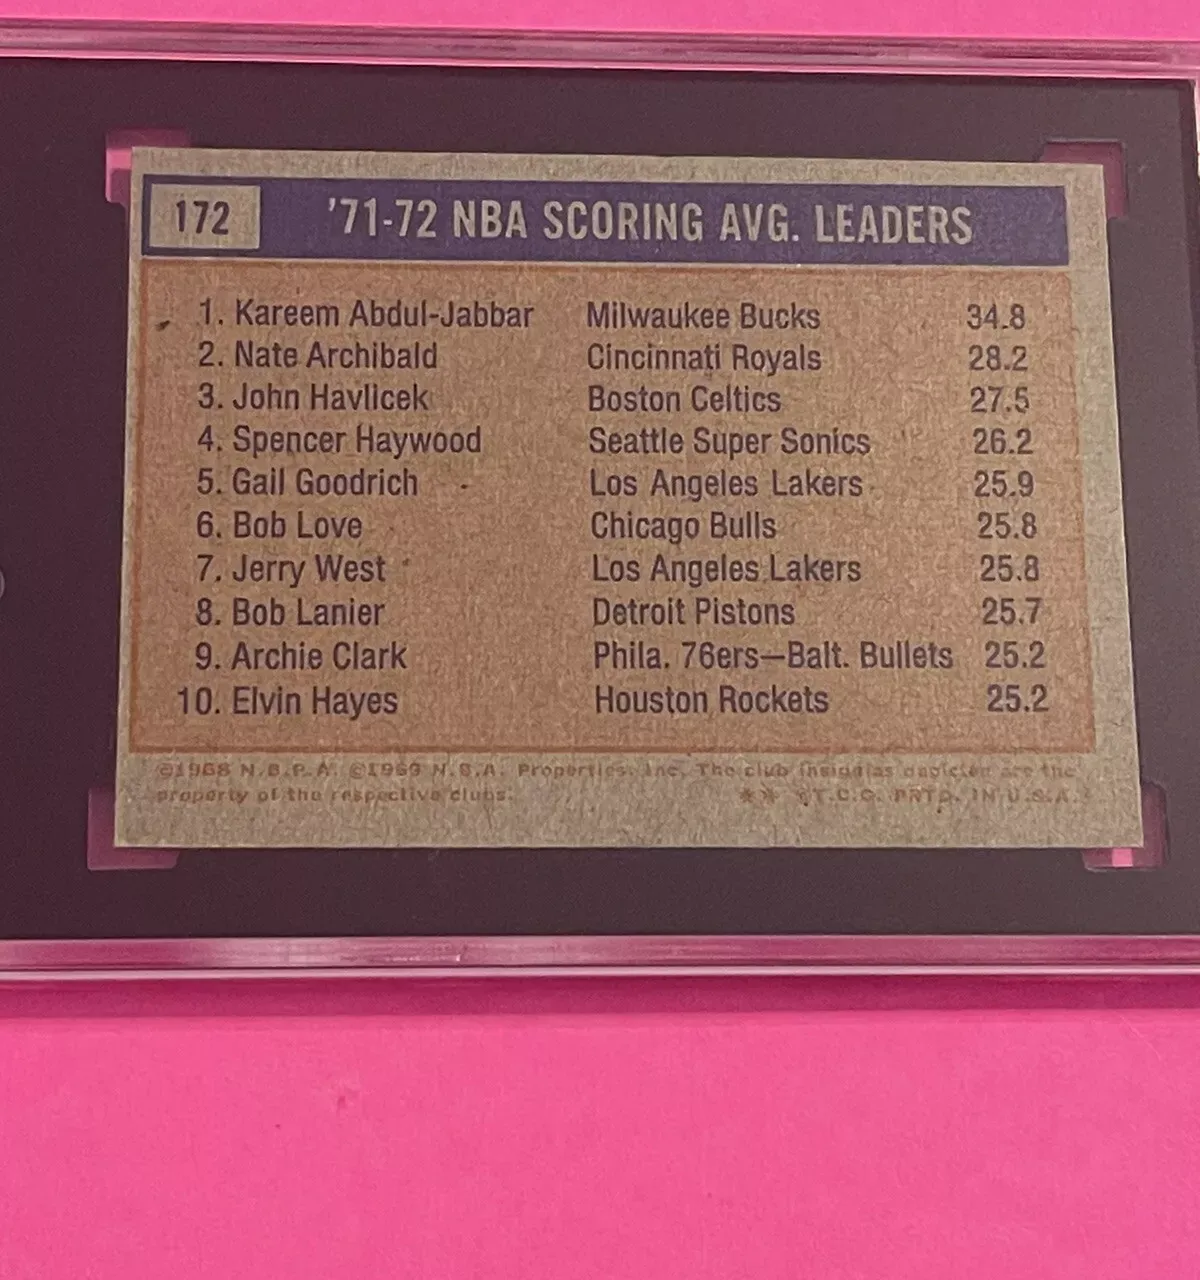 172 '71-72 NBA SCORING AVG. LEADERS
1. Kareem Abdul-Jabbar Milwaukee Bucks 34.8
2. Nate Archibald Cincinnati Royals 28.2
3. John Havlicek Boston Celtics 27.5
4. Spencer Haywood Seattle Super Sonics 26.2
5. Gail Goodrich Los Angeles Lakers 25.9
6. Bob Love Chicago Bulls 25.8
7. Jerry West Los Angeles Lakers 25.8
8. Bob Lanier Detroit Pistons 25.7
9. Archie Clark Phila. 76ers—Balt. Bullets 25.2
10. Elvin Hayes Houston Rockets 25.2
©1968 N.B.P.A. ©1969 N.B.A. Properties, Inc. The club insignias depicted are the
property of the respective clubs. ** ©T.C.G. PRTD. IN U.S.A.